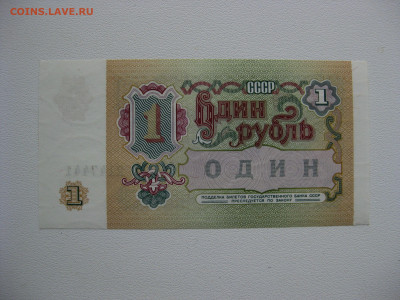 COINS.LAVE.RU
СССР
1
Один
1
рубль
ОДИН
1
ПОДДЕЛКА БИЛЕТОВ ГОСУДАРСТВЕННОГО БАНКА СССР
ПРЕСЛЕДУЕТСЯ ПО ЗАКОНУ